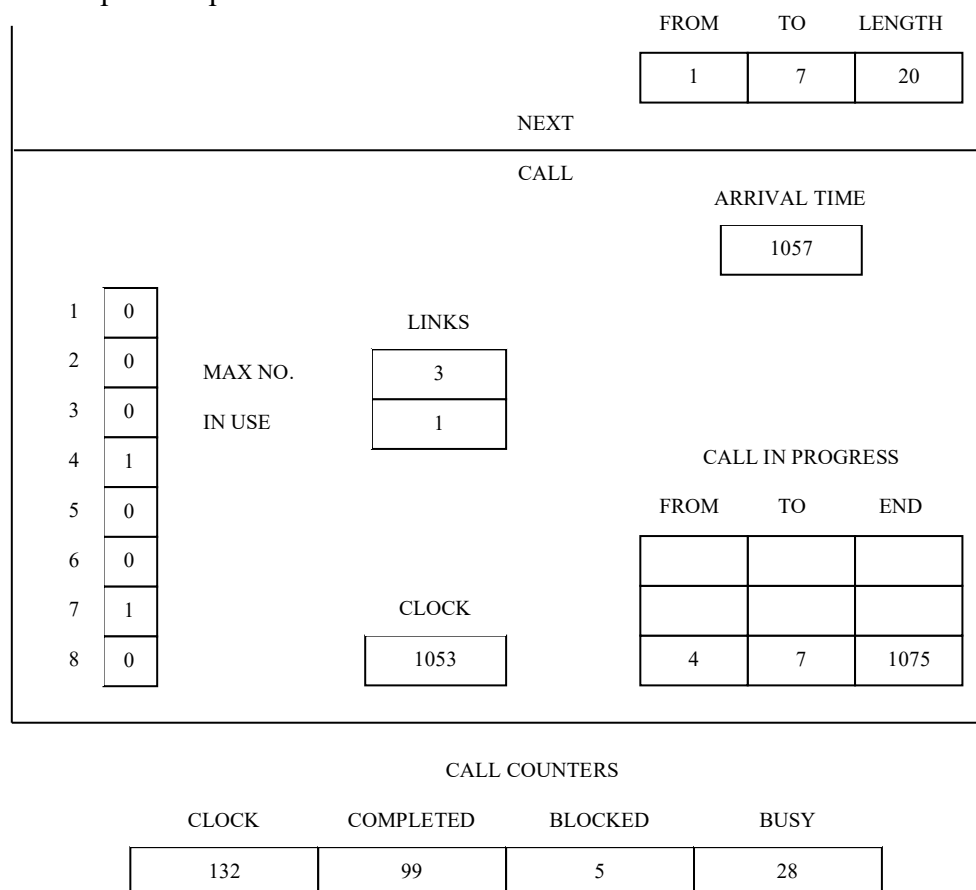 FROM TO LENGTH
1 7 20
NEXT
CALL
ARRIVAL TIME
1057
1 0
LINKS
2 0
MAX NO. 3
3 0
IN USE 1
4 1
CALL IN PROGRESS
5 0
FROM TO END
6 0
7 1
CLOCK
8 0
1053
4 7 1075
CALL COUNTERS
CLOCK COMPLETED BLOCKED BUSY
132 99 5 28